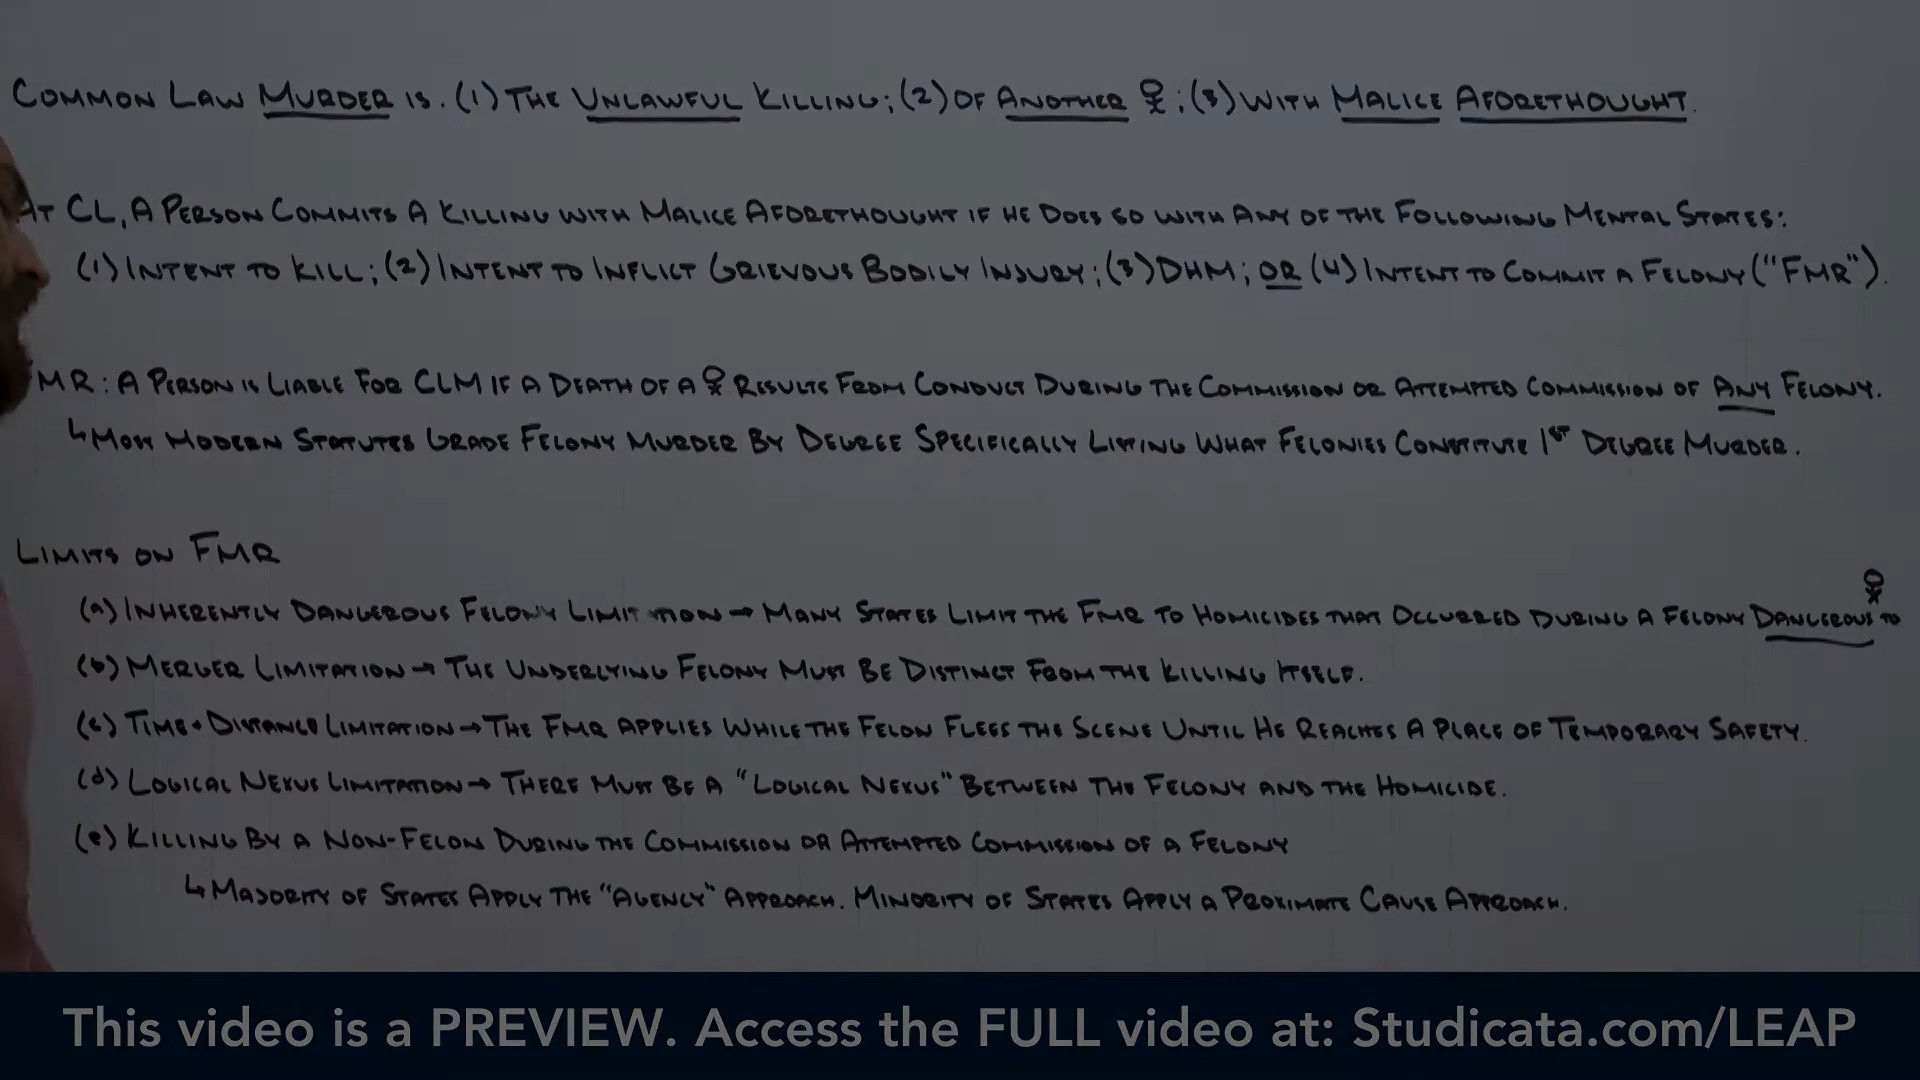 COMMON LAW MURDER IS: (1) THE UNLAWFUL KILLING; (2) OF ANOTHER ; (3) WITH MALICE AFORETHOUGHT.
AT CL, A PERSON COMMITS A KILLING WITH MALICE AFORETHOUGHT IF HE DOES SO WITH ANY OF THE FOLLOWING MENTAL STATES:
(1) INTENT TO KILL; (2) INTENT TO INFLICT GRIEVOUS BODILY INJURY; (3) DHM; OR (4) INTENT TO COMMIT A FELONY ("FMR").
MR: A PERSON IS LIABLE FOR CLM IF A DEATH OF A RESULTS FROM CONDUCT DURING THE COMMISSION OR ATTEMPTED COMMISSION OF ANY FELONY.
↳ MOST MODERN STATUTES GRADE FELONY MURDER BY DEGREE SPECIFICALLY LISTING WHAT FELONIES CONSTITUTE 1ST DEGREE MURDER.
LIMITS ON FMR
(a) INHERENTLY DANGEROUS FELONY LIMITATION → MANY STATES LIMIT THE FMR TO HOMICIDES THAT OCCURRED DURING A FELONY DANGEROUS TO
(b) MERGER LIMITATION → THE UNDERLYING FELONY MUST BE DISTINCT FROM THE KILLING ITSELF.
(c) TIME + DISTANCE LIMITATION → THE FMR APPLIES WHILE THE FELON FLEES THE SCENE UNTIL HE REACHES A PLACE OF TEMPORARY SAFETY.
(d) LOGICAL NEXUS LIMITATION → THERE MUST BE A "LOGICAL NEXUS" BETWEEN THE FELONY AND THE HOMICIDE.
(e) KILLING BY A NON-FELON DURING THE COMMISSION OR ATTEMPTED COMMISSION OF A FELONY
↳ MAJORITY OF STATES APPLY THE "AGENCY" APPROACH. MINORITY OF STATES APPLY A PROXIMATE CAUSE APPROACH.
This video is a PREVIEW. Access the FULL video at: Studicata.com/LEAP